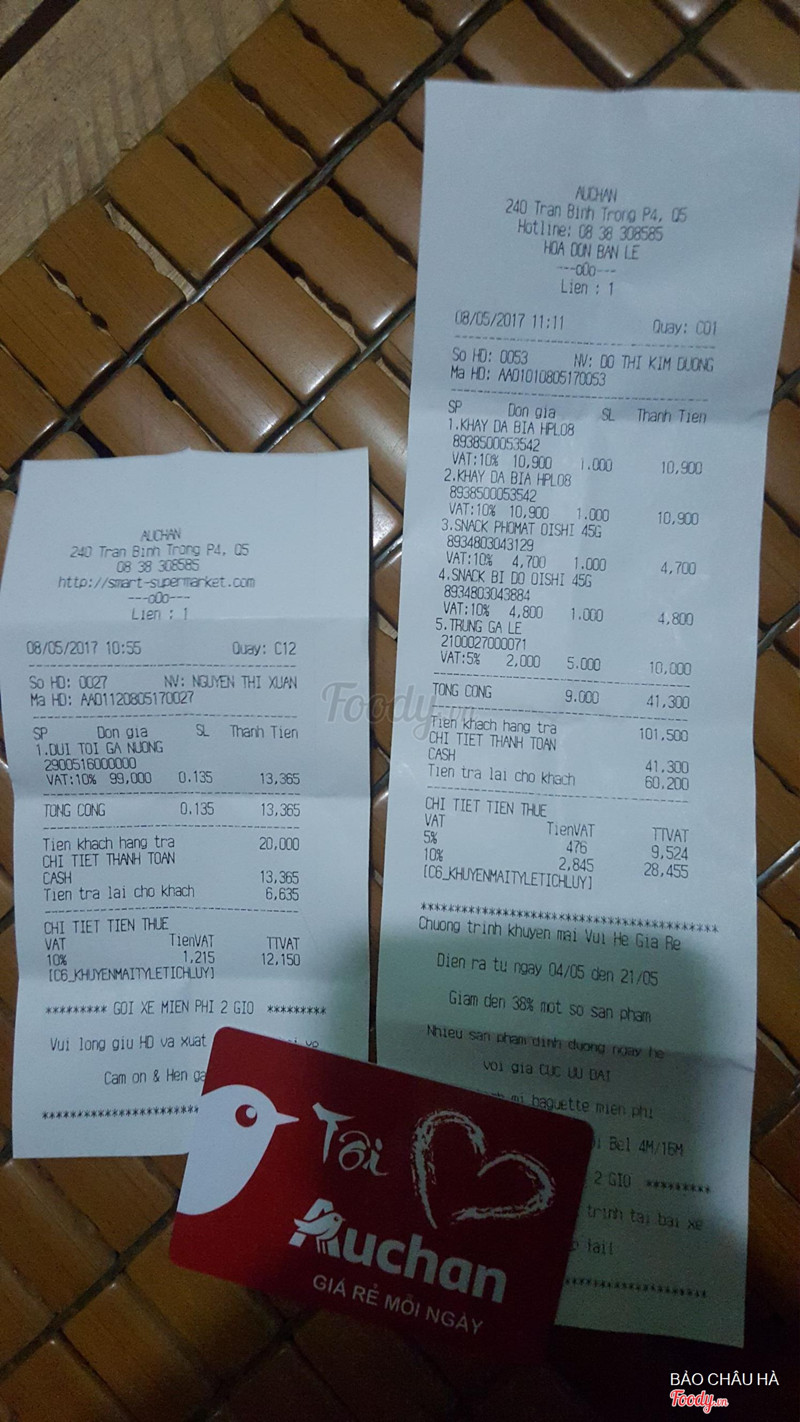 AUCHAN
240 Tran Binh Trong P4, Q5
08 38 308585
http://smart-supermarket.com
---o0o---
Lien : 1
08/05/2017 10:55 Quay: C12
So HD: 0027 NV: NGUYEN THI XUAN
Ma HD: AA01120805170027
SP Don gia SL Thanh Tien
1.DUI TOI GA NUONG
2900516000000
VAT:10% 99,000 0.135 13,365
TONG CONG 0.135 13,365
Tien khach hang tra 20,000
CHI TIET THANH TOAN
CASH 13,365
Tien tra lai cho khach 6,635
CHI TIET TIEN THUE
VAT TienVAT TTVAT
10% 1,215 12,150
[C6_KHUYENMAITYLETICHLUY]
********* GOI XE MIEN PHI 2 GIO *********
Vui long giu HD va xuat
Cam on & Hen
AUCHAN
240 Tran Binh Trong P4, Q5
Hotline: 08 38 308585
HOA DON BAN LE
---o0o---
Lien : 1
08/05/2017 11:11 Quay: C01
So HD: 0053 NV: DO THI KIM DUONG
Ma HD: AA01010805170053
SP Don gia SL Thanh Tien
1.KHAY DA BIA HPL08
8938500053542
VAT:10% 10,900 1.000 10,900
2.KHAY DA BIA HPL08
8938500053542
VAT:10% 10,900 1.000 10,900
3.SNACK PHOMAT OISHI 45G
8934803043129
VAT:10% 4,700 1.000 4,700
4.SNACK BI DO OISHI 45G
8934803043884
VAT:10% 4,800 1.000 4,800
5.TRUNG GA LE
2100027000071
VAT:5% 2,000 5.000 10,000
TONG CONG 9.000 41,300
Tien khach hang tra 101,500
CHI TIET THANH TOAN
CASH 41,300
Tien tra lai cho khach 60,200
CHI TIET TIEN THUE
VAT TienVAT TTVAT
5% 476 9,524
10% 2,845 28,455
[C6_KHUYENMAITYLETICHLUY]
Chuong trinh khuyen mai Vui He Gia Re
Dien ra tu ngay 04/05 den 21/05
Giam den 38% mot so san pham
Nhieu san pham dinh duong ngay he
voi gia CUC UU DAI
mi baguette mien phi
Bel 4M/16M
2 GIO *********
trinh tai bai xe
lai!
Tôi
Auchan
GIÁ RẺ MỖI NGÀY
Foody.vn
BẢO CHÂU HÀ
Foody.vn